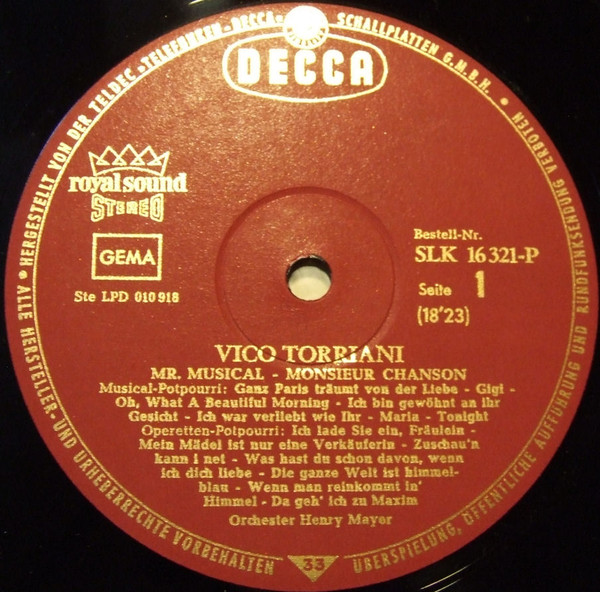 • HERGESTELLT VON DER TELDEC »TELEFUNKEN-DECCA« SCHALLPLATTEN G.M.B.H. •
DECCA
royal sound
STEREO
GEMA
Ste LPD 010 918
Bestell-Nr.
SLK 16 321-P
Seite 1
(18'23)
VICO TORRIANI
MR. MUSICAL - MONSIEUR CHANSON
Musical-Potpourri: Ganz Paris träumt von der Liebe - Gigi -
Oh, What A Beautiful Morning - Ich bin gewöhnt an ihr
Gesicht - Ich war verliebt wie Ihr - Maria - Tonight
Operetten-Potpourri: Ich lade Sie ein, Fräulein -
Mein Mädel ist nur eine Verkäuferin - Zuschau'n
kann i net - Was hast du schon davon, wenn
ich dich liebe - Die ganze Welt ist himmel-
blau - Wenn man reinkommt in'
Himmel - Da geh' ich zu Maxim
Orchester Henry Mayer
ALLE HERSTELLER- UND URHEBERRECHTE VORBEHALTEN
33
ÜBERSPIELUNG, ÖFFENTLICHE AUFFÜHRUNG UND RUNDFUNKSENDUNG VERBOTEN